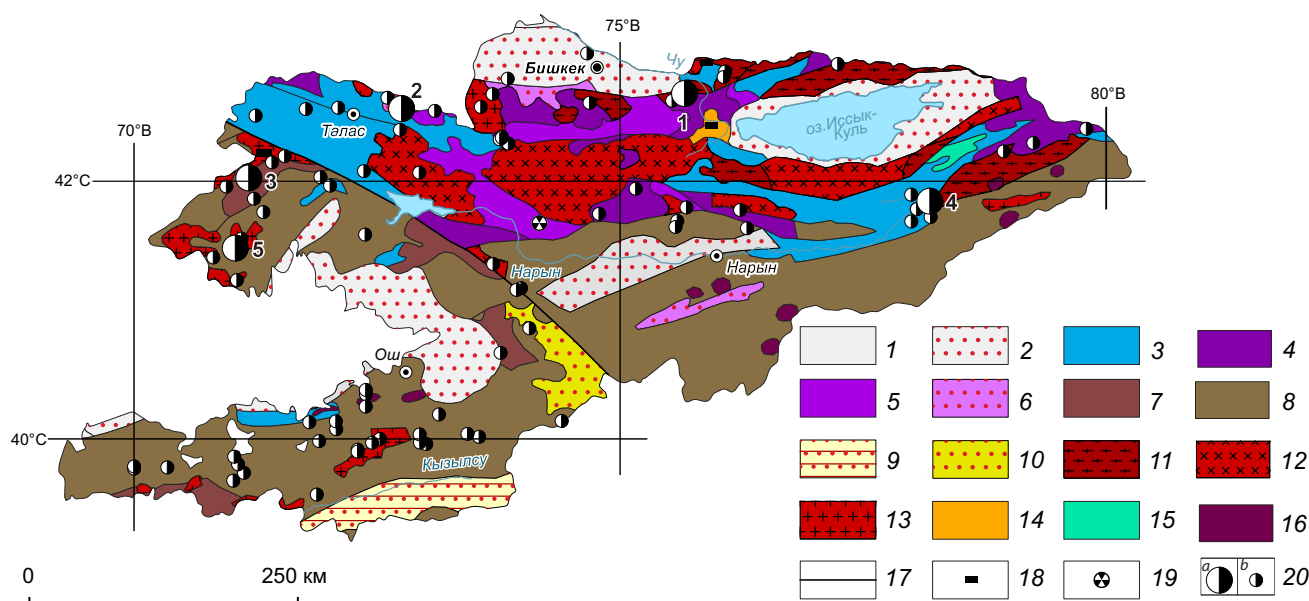 75°В
Чу
Бишкек
2
80°В
70°В
Талас
1
оз.Иссык-
Куль
42°С
3
4
5
Нарын
Нарын
Ош
1 2 3 4
5 6 7 8
40°С
Кызылсу
9 10 11 12
13 14 15 16
0 250 км
17 18 19 a b 20